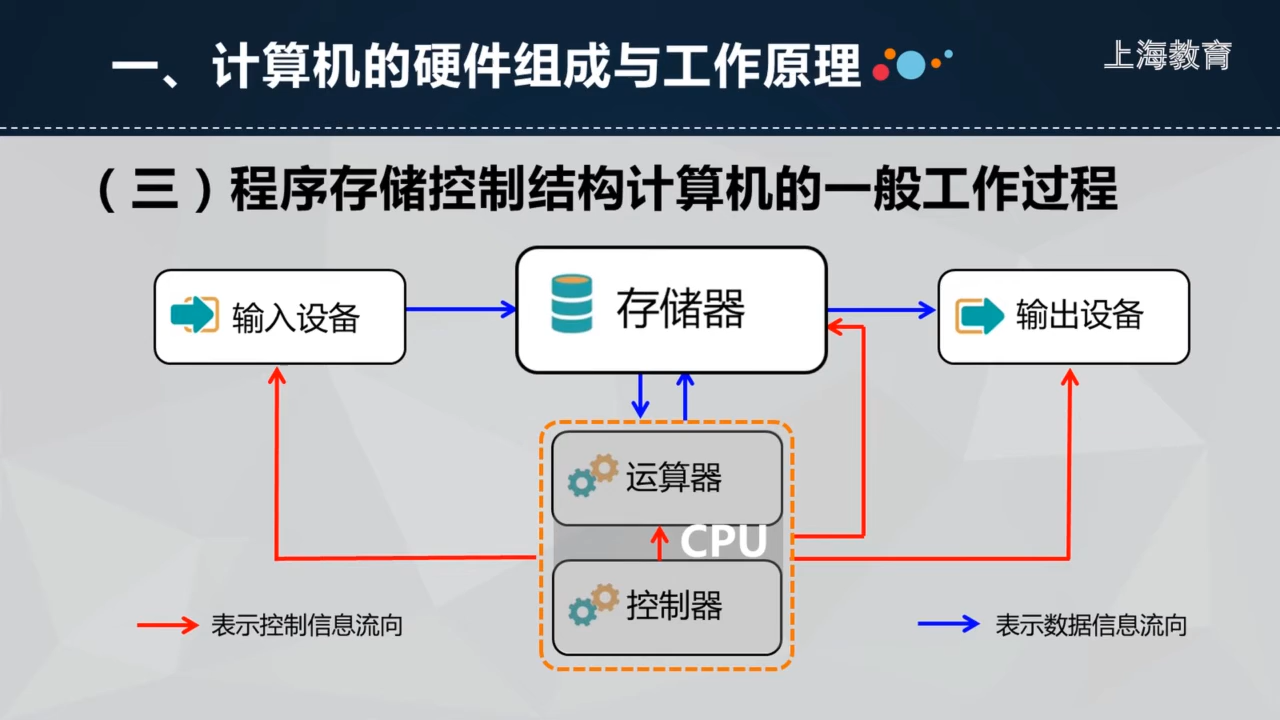 一、计算机的硬件组成与工作原理
上海教育
（三）程序存储控制结构计算机的一般工作过程
输入设备
存储器
输出设备
运算器
CPU
控制器
表示控制信息流向
表示数据信息流向